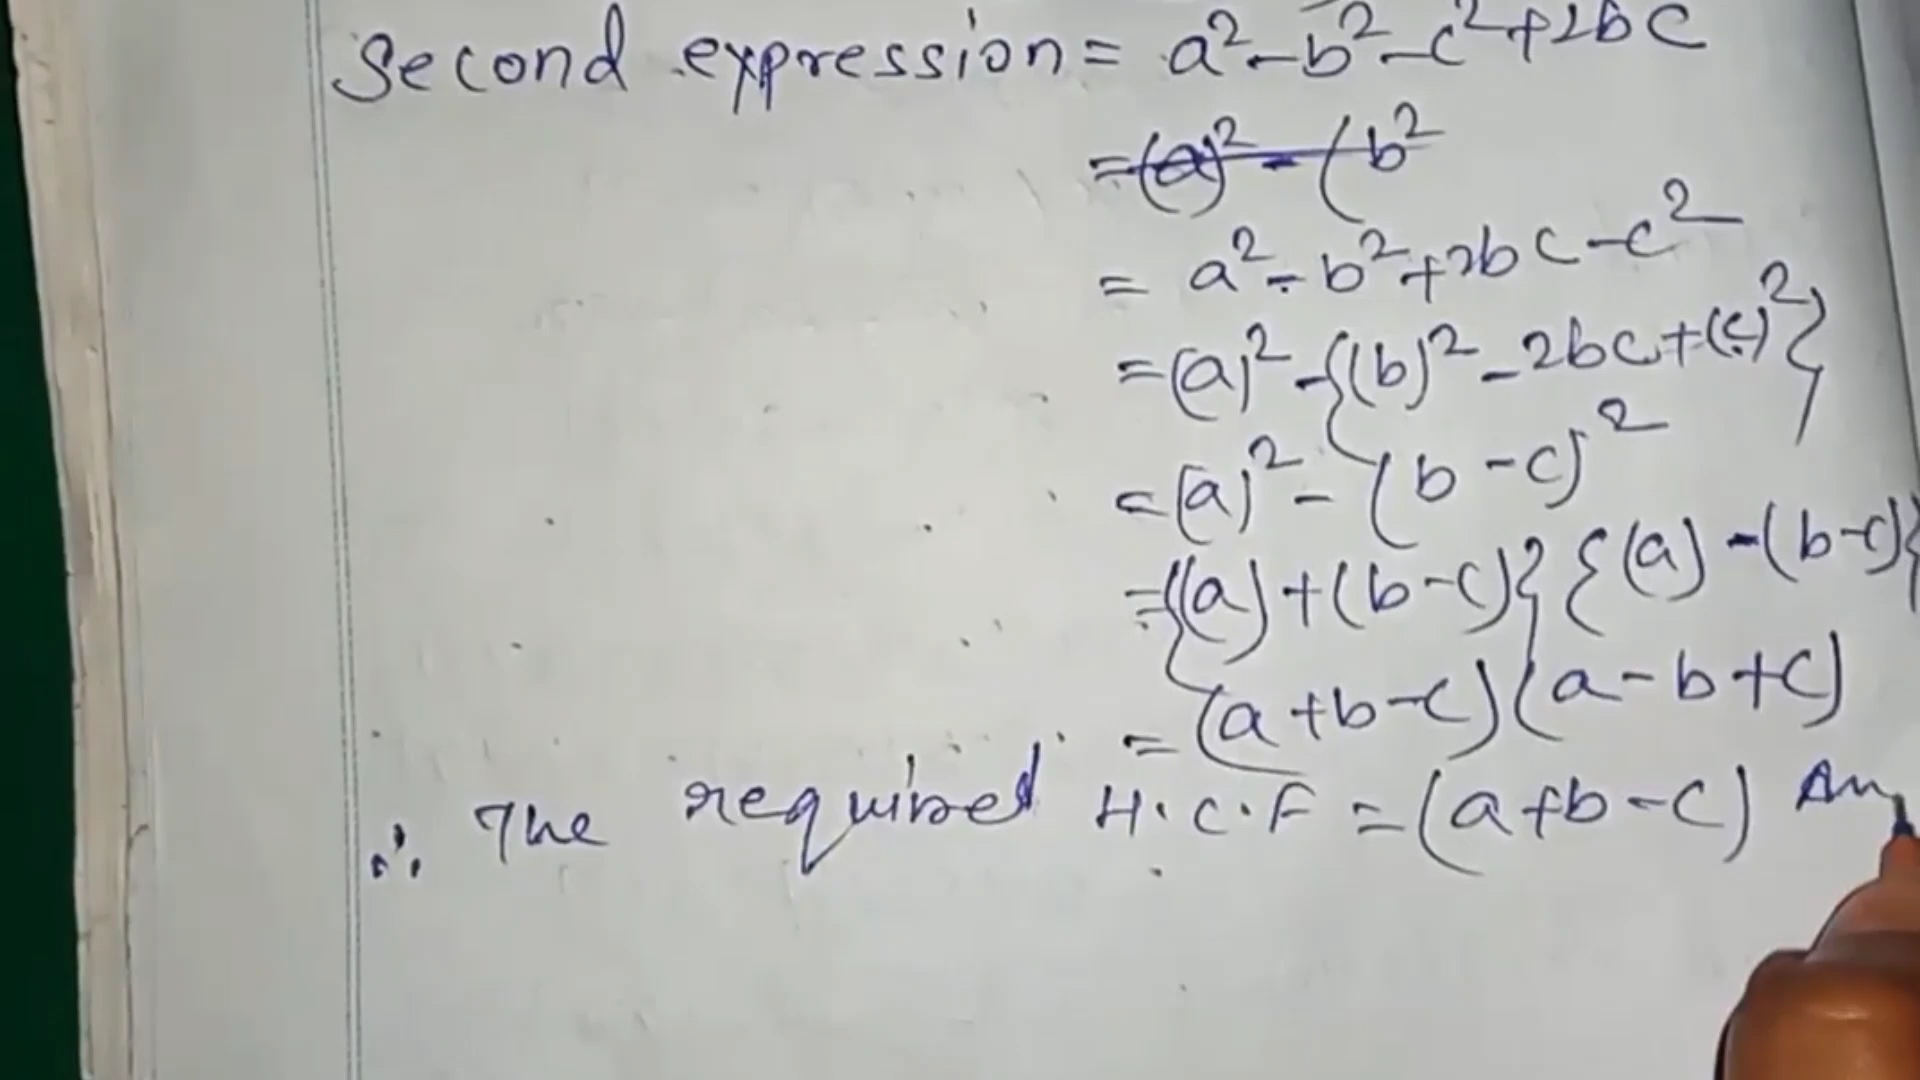 Second expression = a² - b² - c² + 2bc
= (a)² - (b²
= a² - b² + 2bc - c²
= (a)² - {(b)² - 2bc + (c)²}
= (a)² - (b - c)²
= {(a) + (b - c)} {(a) - (b - c)}
= (a + b - c) (a - b + c)
∴ The required H.C.F = (a + b - c) Ans